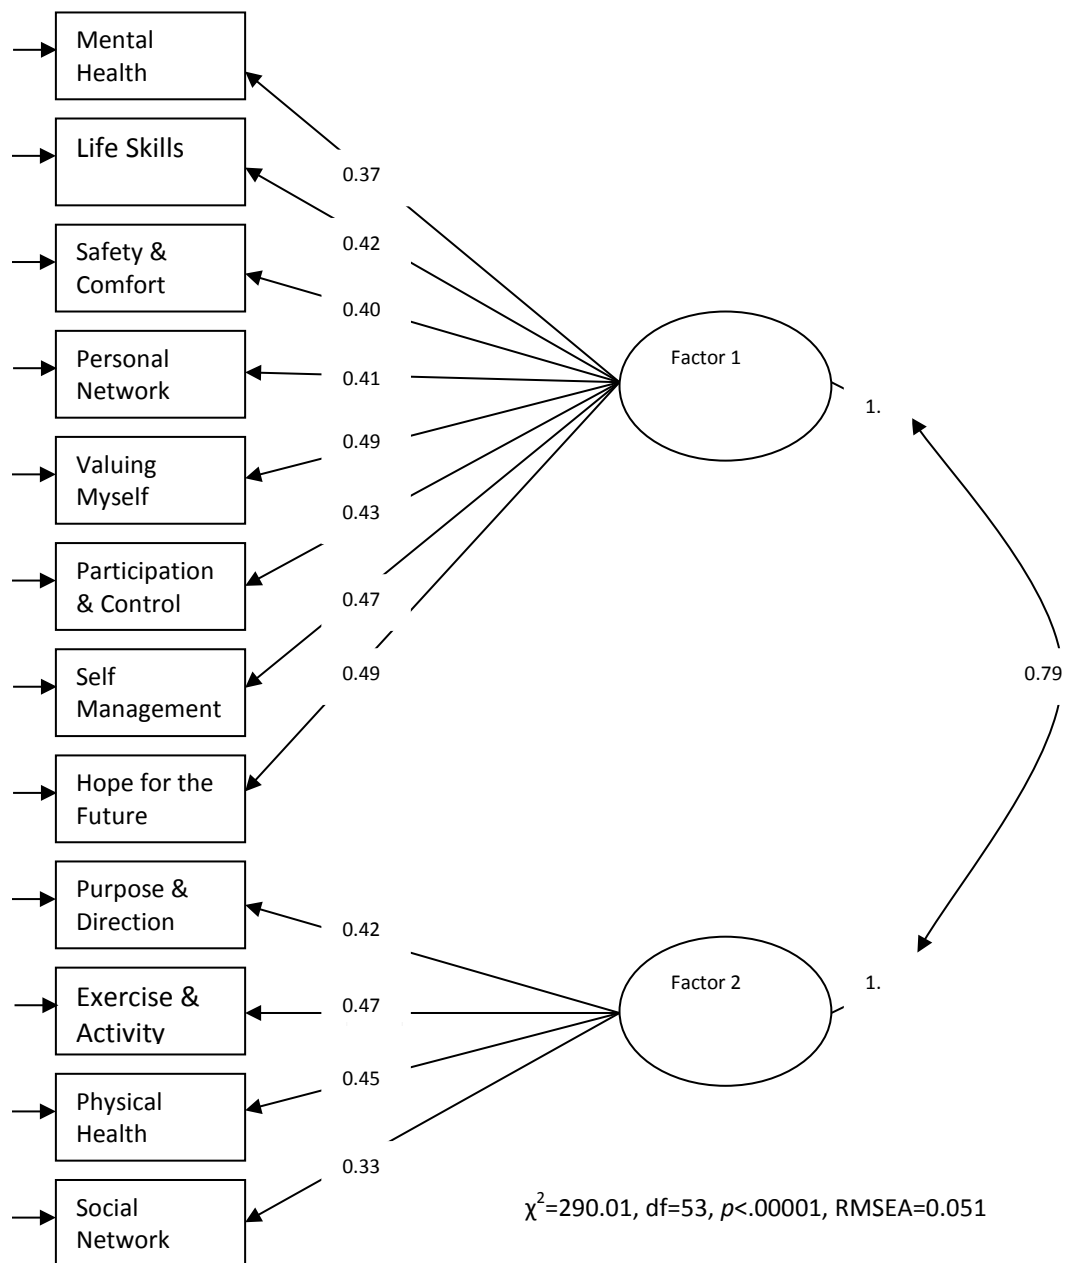 Mental
Health
Life Skills
0.37
0.42
Safety &
Comfort
0.40
Personal
Network
Factor 1
0.41
1.
0.49
Valuing
Myself
0.43
Participation
& Control
0.47
Self
Management
0.49
0.79
Hope for the
Future
Purpose &
Direction
0.42
Exercise &
Activity
0.47
Factor 2
1.
0.45
Physical
Health
0.33
Social
Network
χ²=290.01, df=53, p<.00001, RMSEA=0.051